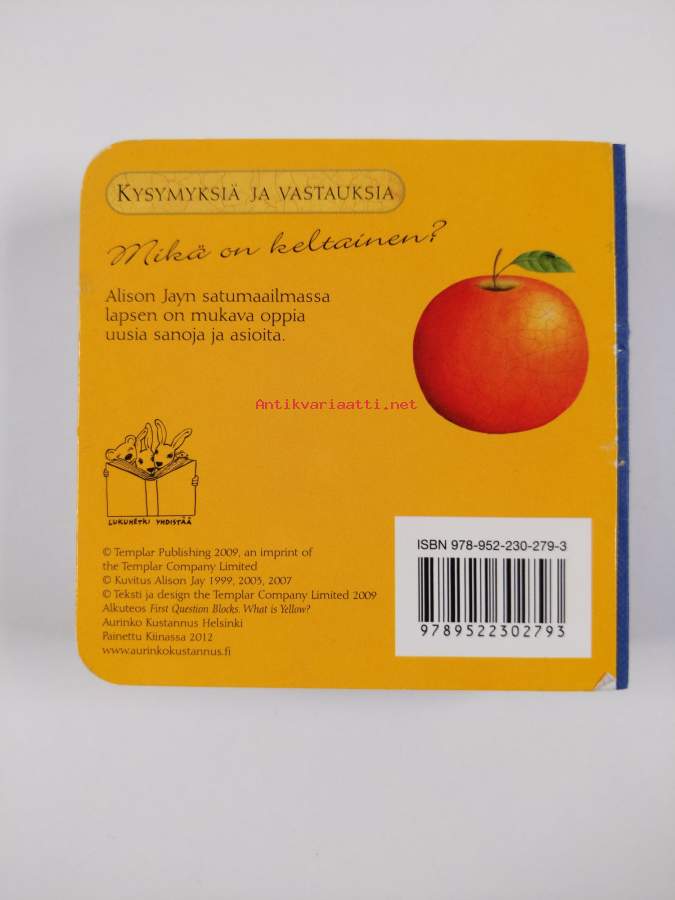 KYSYMYKSIÄ JA VASTAUKSIA
Mikä on keltainen?
Alison Jayn satumaailmassa
lapsen on mukava oppia
uusia sanoja ja asioita.
Antikvariaatti.net
LUKUHETKI YHDISTÄÄ
© Templar Publishing 2009, an imprint of
the Templar Company Limited
© Kuvitus Alison Jay 1999, 2003, 2007
© Teksti ja design the Templar Company Limited 2009
Alkuteos First Question Blocks. What is Yellow?
Aurinko Kustannus Helsinki
Painettu Kiinassa 2012
www.aurinkokustannus.fi
ISBN 978-952-230-279-3
9789522302793